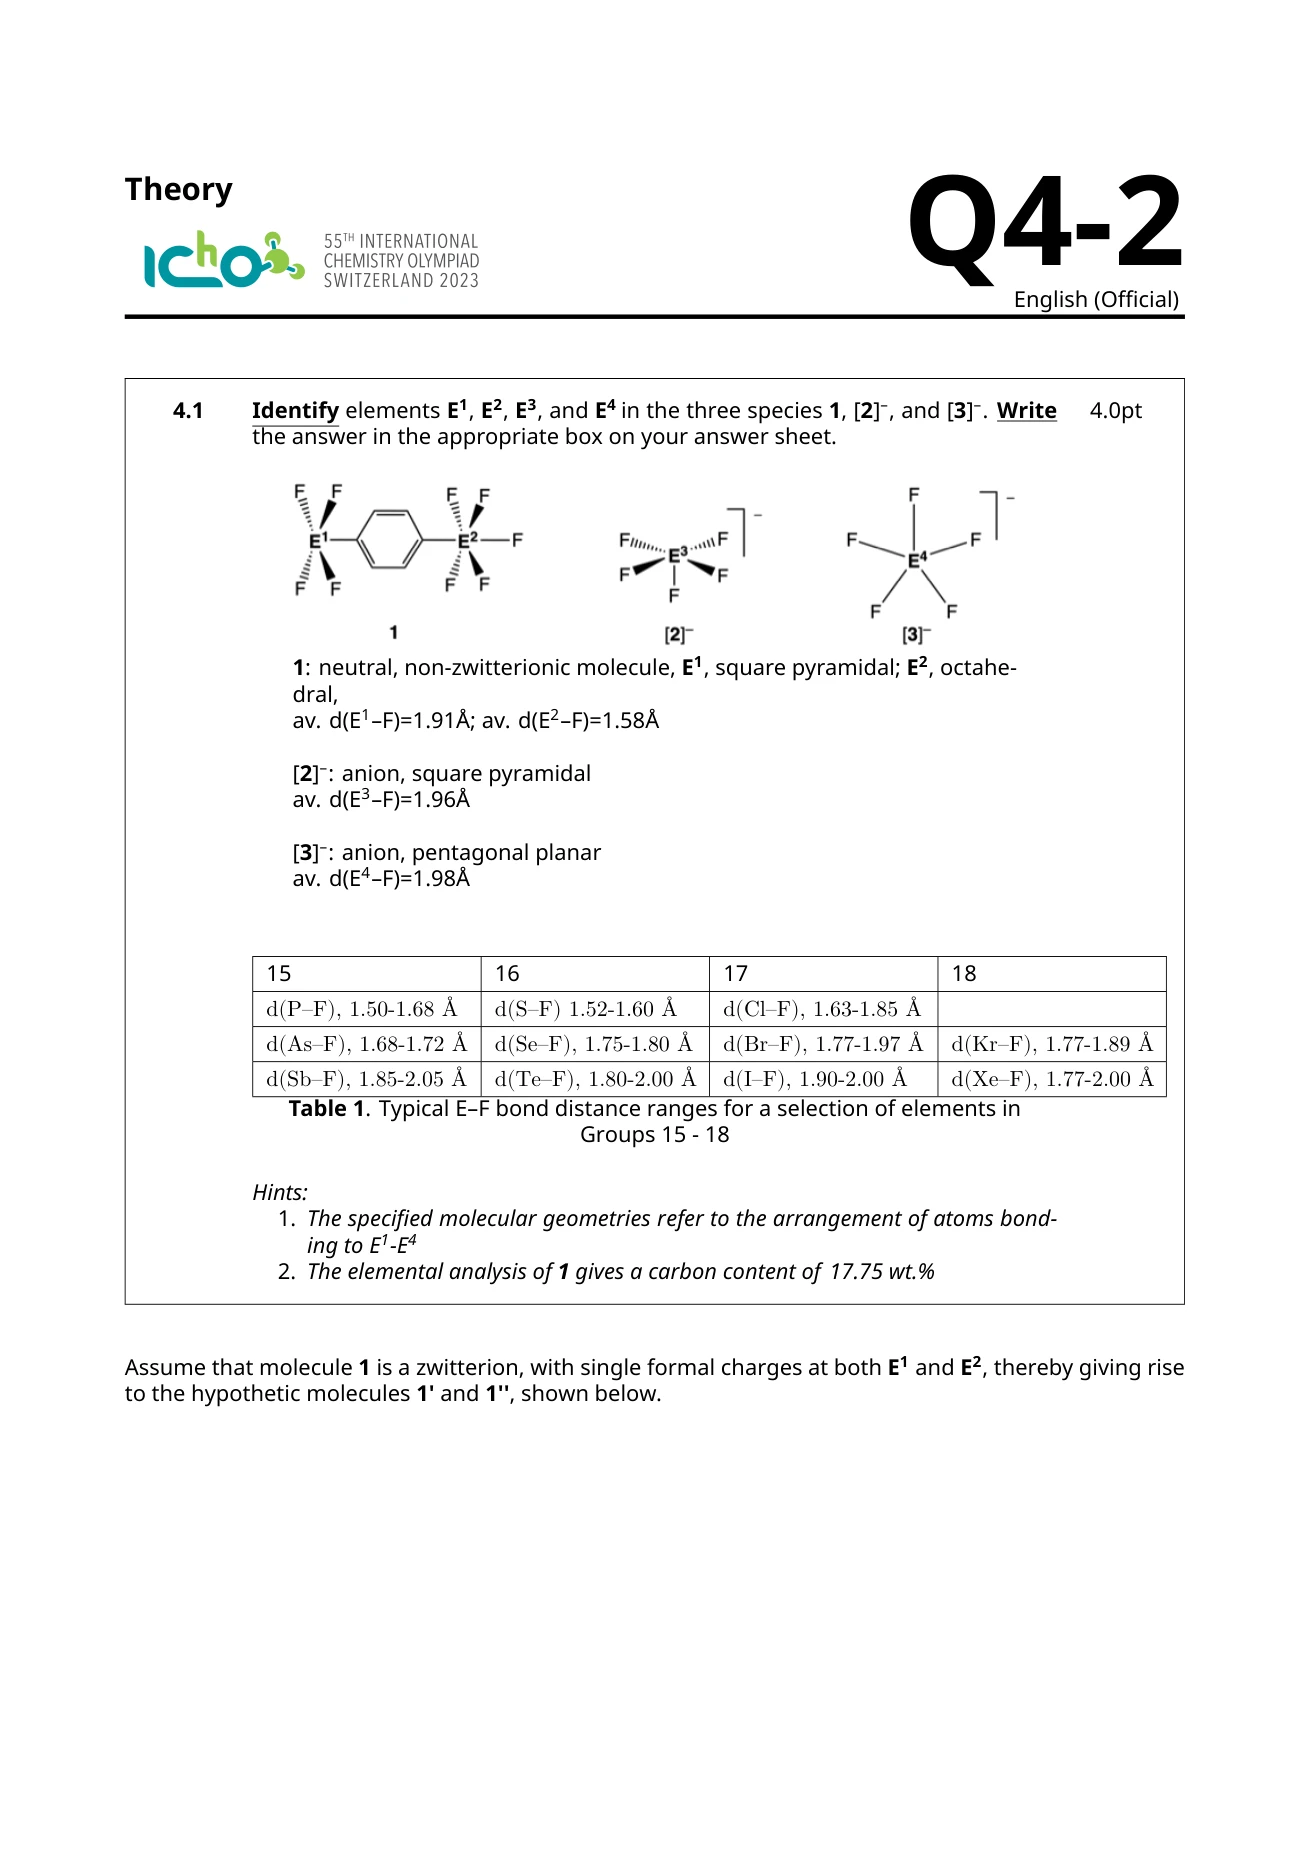 Theory
Q4-2
IChO
55TH INTERNATIONAL
CHEMISTRY OLYMPIAD
SWITZERLAND 2023
English (Official)
4.1 Identify elements E1, E2, E3, and E4 in the three species 1, [2]–, and [3]–. Write 4.0pt
the answer in the appropriate box on your answer sheet.
F F F F F
E1 E2 F
F F F F
1
F F ] –
E3
F F
F
[2]–
F ] –
F F
E4
F F
[3]–
1: neutral, non-zwitterionic molecule, E1, square pyramidal; E2, octahe-
dral,
av. d(E1–F)=1.91Å; av. d(E2–F)=1.58Å
[2]–: anion, square pyramidal
av. d(E3–F)=1.96Å
[3]–: anion, pentagonal planar
av. d(E4–F)=1.98Å
15 16 17 18
d(P–F), 1.50-1.68 Å d(S–F) 1.52-1.60 Å d(Cl–F), 1.63-1.85 Å
d(As–F), 1.68-1.72 Å d(Se–F), 1.75-1.80 Å d(Br–F), 1.77-1.97 Å d(Kr–F), 1.77-1.89 Å
d(Sb–F), 1.85-2.05 Å d(Te–F), 1.80-2.00 Å d(I–F), 1.90-2.00 Å d(Xe–F), 1.77-2.00 Å
Table 1. Typical E–F bond distance ranges for a selection of elements in
Groups 15 - 18
Hints:
1. The specified molecular geometries refer to the arrangement of atoms bond-
ing to E1-E4
2. The elemental analysis of 1 gives a carbon content of 17.75 wt.%
Assume that molecule 1 is a zwitterion, with single formal charges at both E1 and E2, thereby giving rise
to the hypothetic molecules 1' and 1'', shown below.